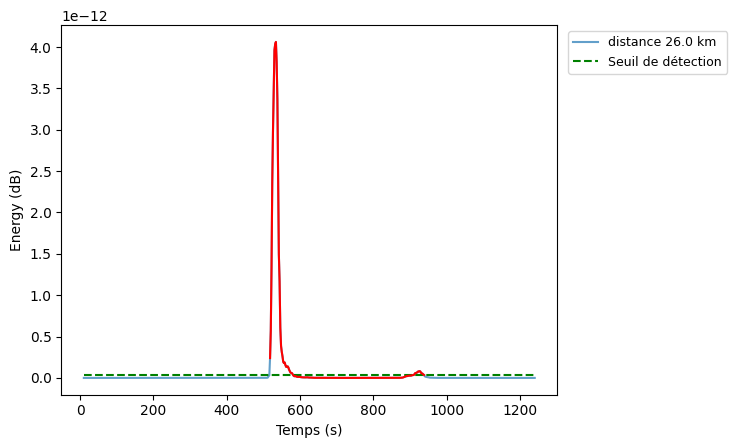 1e−12
distance 26.0 km
Seuil de détection
4.0
3.5
3.0
2.5
2.0
1.5
1.0
0.5
0.0
Energy (dB)
0 200 400 600 800 1000 1200
Temps (s)